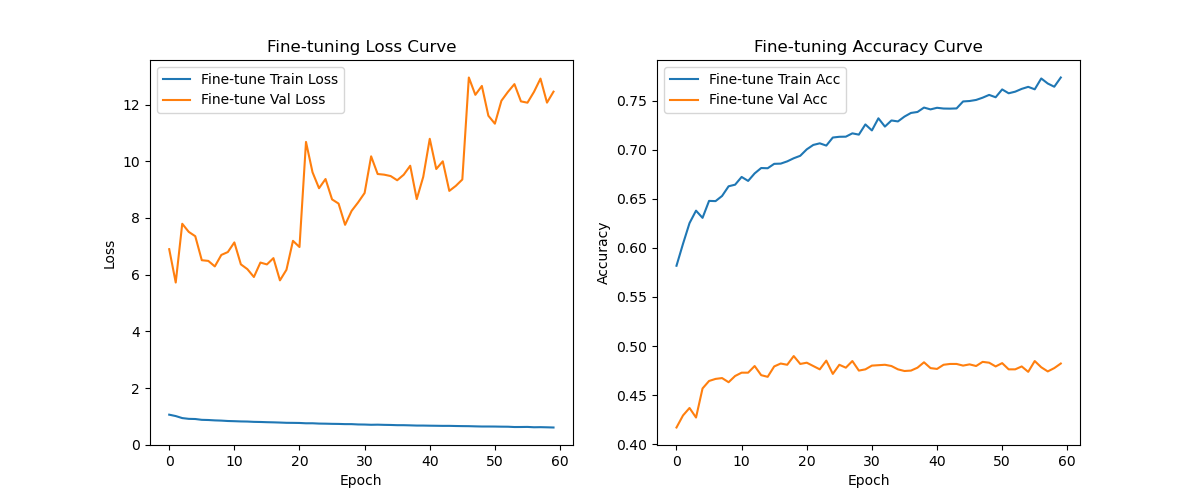 Fine-tuning Loss Curve
Fine-tune Train Loss
Fine-tune Val Loss
12
10
8
6
4
2
0
Loss
0 10 20 30 40 50 60
Epoch
Fine-tuning Accuracy Curve
Fine-tune Train Acc
Fine-tune Val Acc
0.75
0.70
0.65
0.60
0.55
0.50
0.45
0.40
Accuracy
0 10 20 30 40 50 60
Epoch